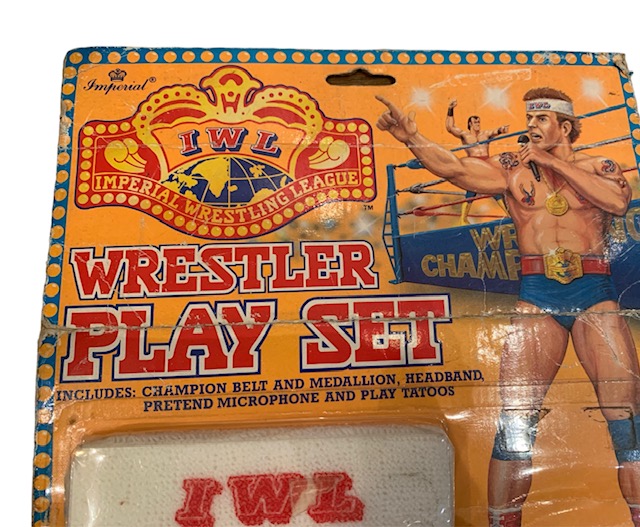 Imperial®
IWL
IMPERIAL WRESTLING LEAGUE
™
IWL
WRESTLER
PLAY SET
INCLUDES: CHAMPION BELT AND MEDALLION, HEADBAND,
PRETEND MICROPHONE AND PLAY TATOOS
IWL